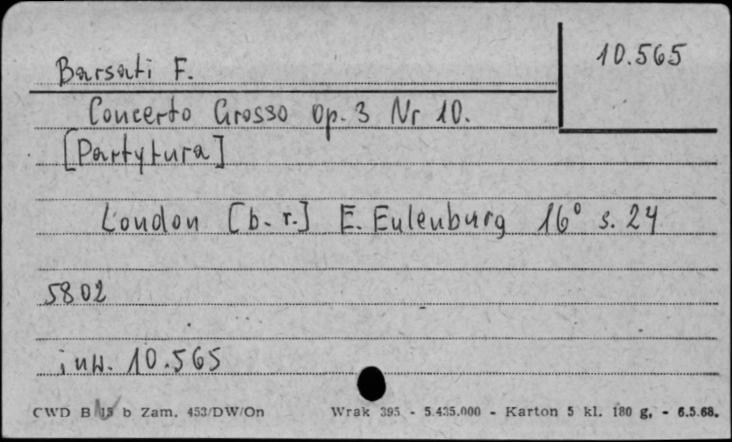 10.565
Barsati F.
Concerto Grosso Op. 3 Nr 10.
[Partytura]
London [b. r.] E. Eulenburg 16° s. 24
5802
inw. 10.565
CWD B 15 b Zam. 453/DW/On Wrak 395 - 5.435.000 - Karton 5 kl. 180 g. - 6.5.68.